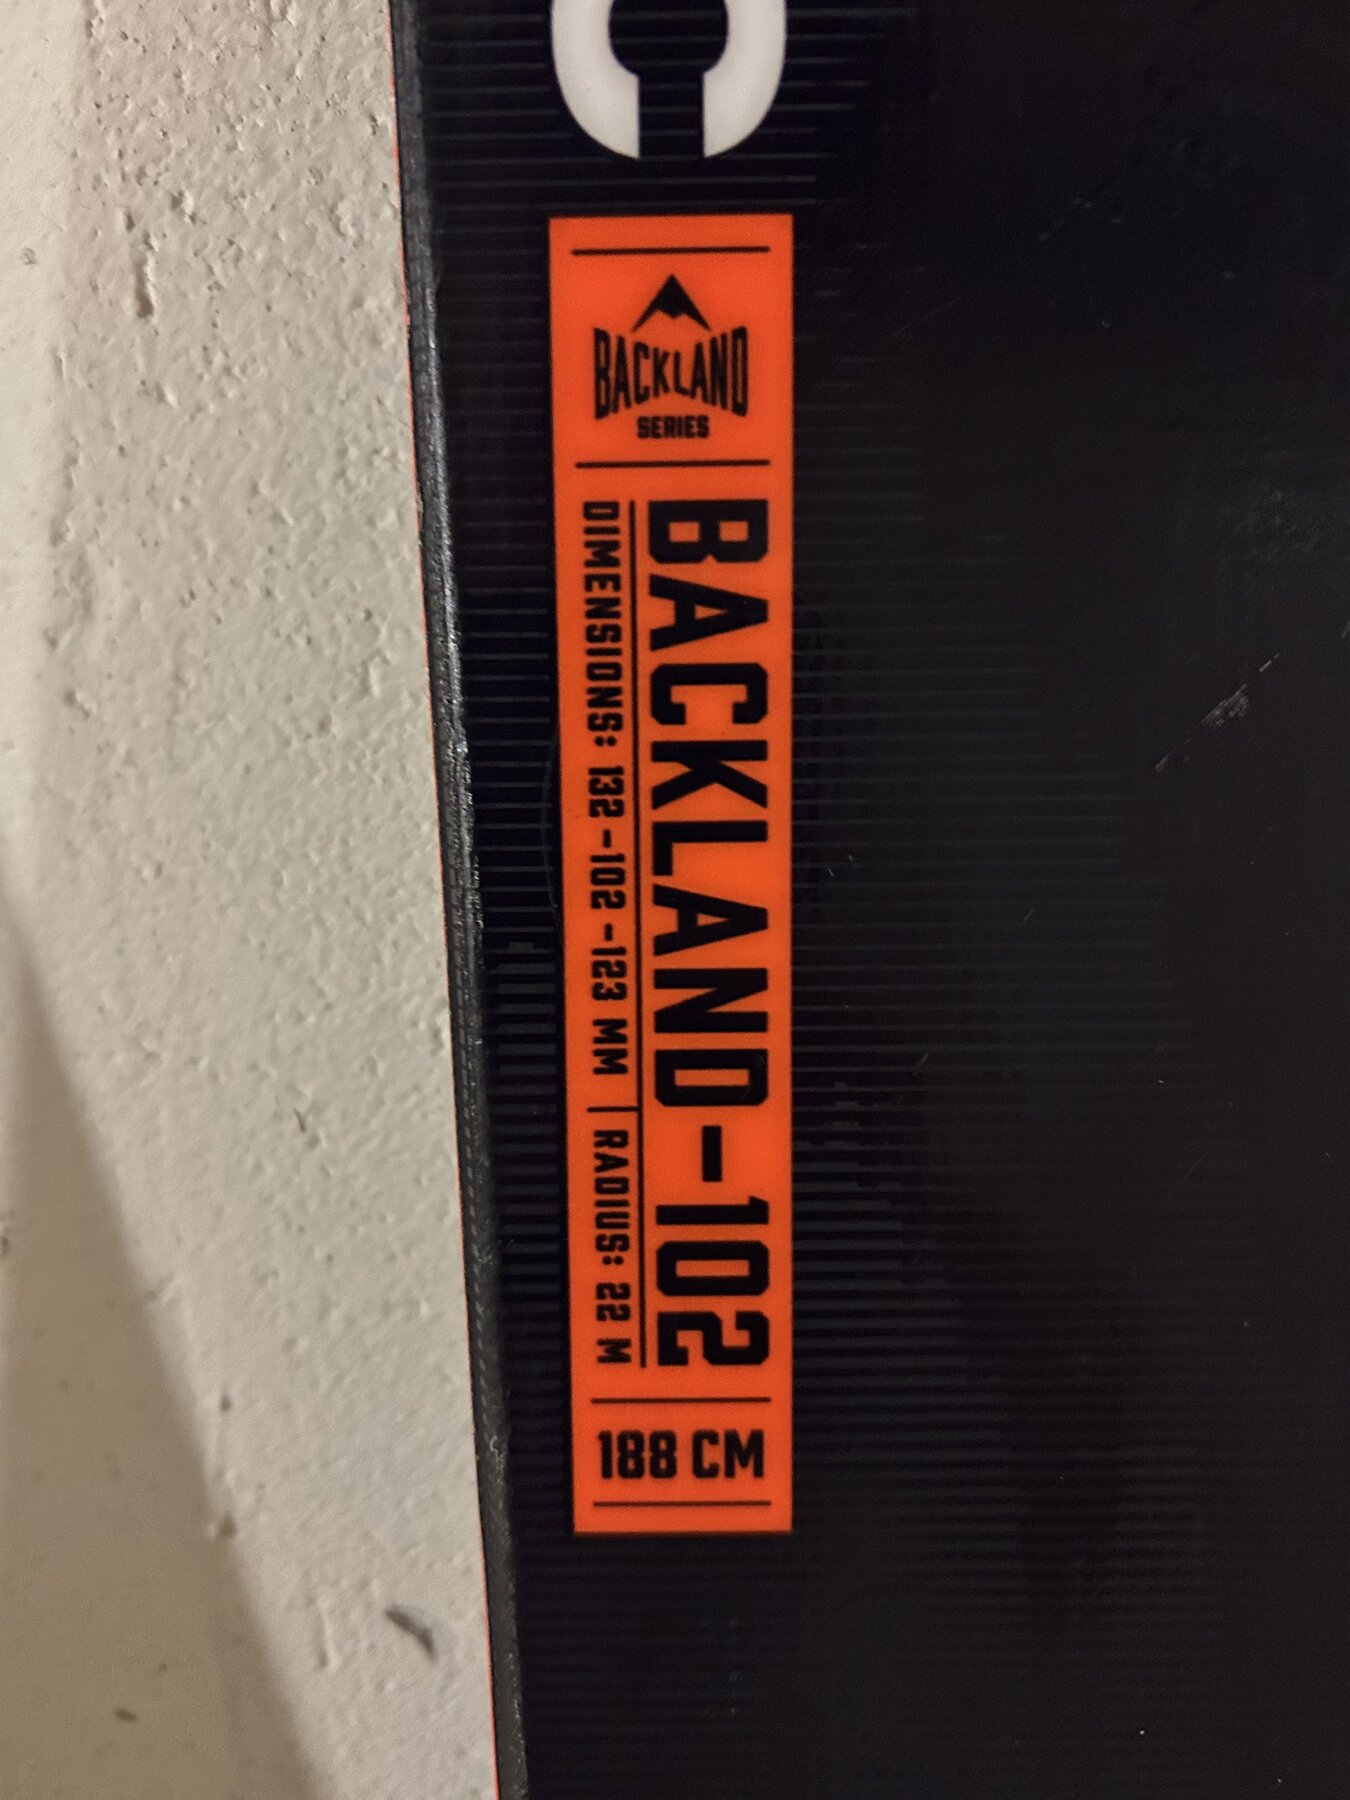 C
BACKLAND
SERIES
BACKLAND-102
DIMENSIONS: 132-102-123 MM | RADIUS: 22 M
188 CM